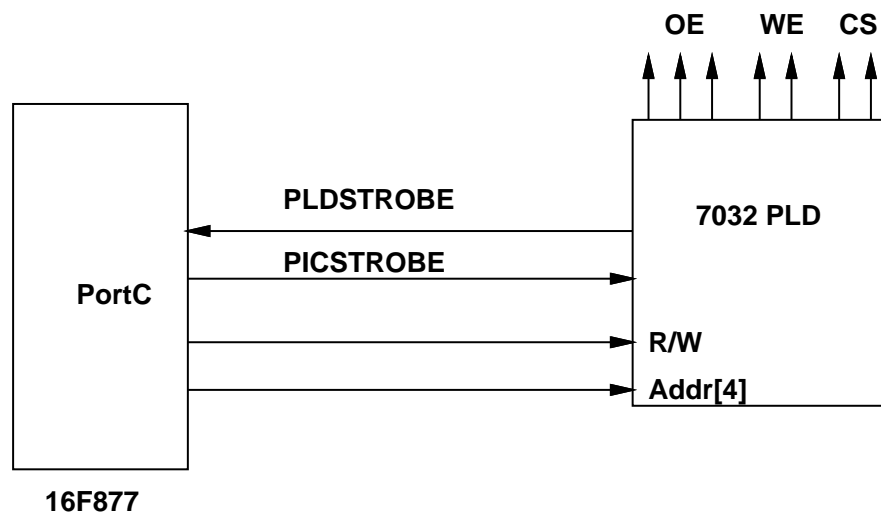 OE WE CS
PLDSTROBE
7032 PLD
PICSTROBE
PortC
R/W
Addr[4]
16F877